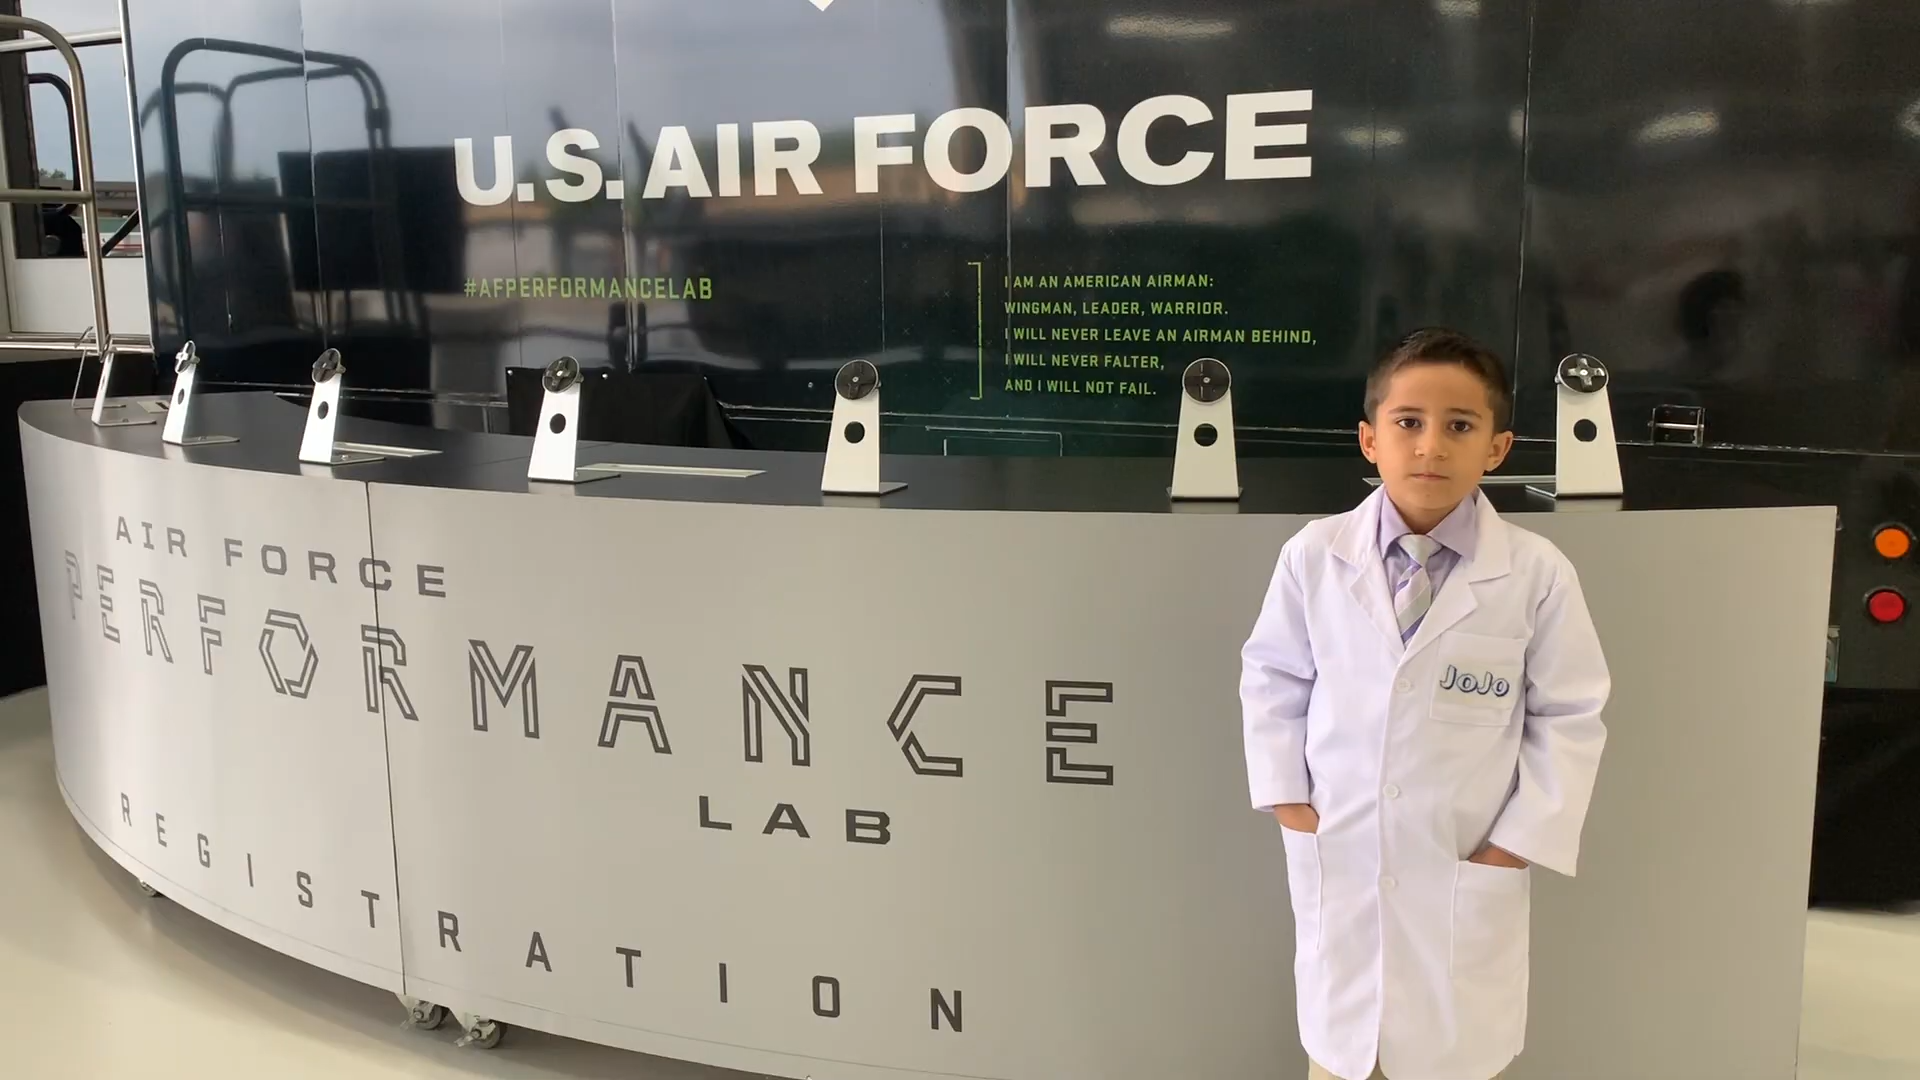 U.S. AIR FORCE
#AFPERFORMANCELAB
I AM AN AMERICAN AIRMAN:
WINGMAN, LEADER, WARRIOR.
I WILL NEVER LEAVE AN AIRMAN BEHIND,
I WILL NEVER FALTER,
AND I WILL NOT FAIL.
AIR FORCE
PERFORMANCE
LAB
REGISTRATION
JoJo